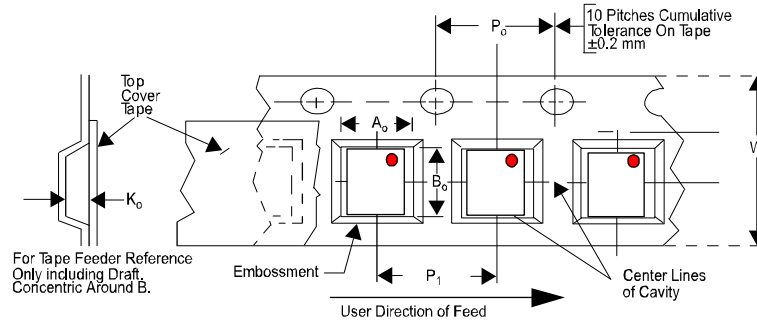 10 Pitches Cumulative
Tolerance On Tape
±0.2 mm
Po
Top
Cover
Tape
Ao
W
Bo
Ko
For Tape Feeder Reference
Only including Draft.
Concentric Around B.
Embossment
P1
Center Lines
of Cavity
User Direction of Feed